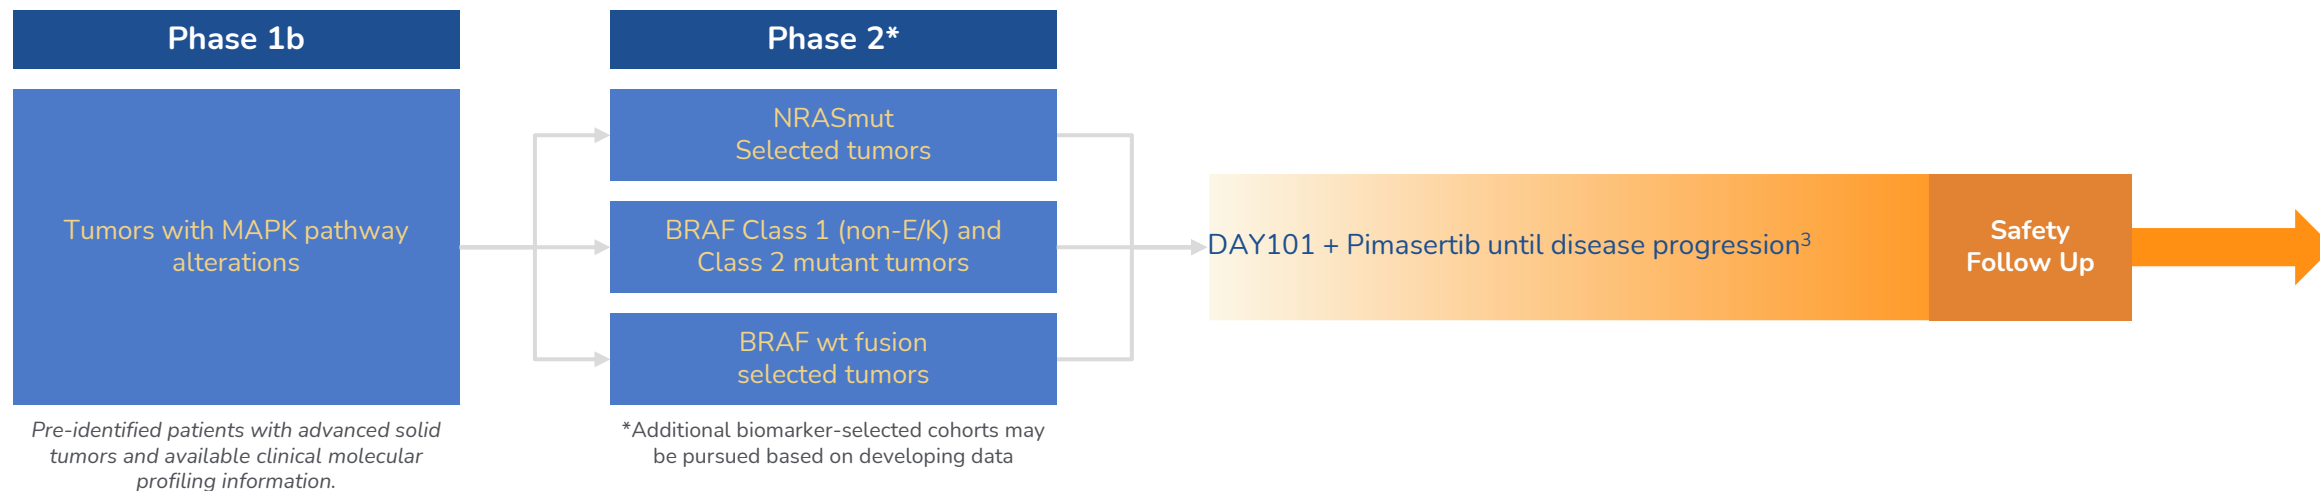 Phase 1b
Tumors with MAPK pathway
alterations
Pre-identified patients with advanced solid
tumors and available clinical molecular
profiling information.
Phase 2*
NRASmut
Selected tumors
BRAF Class 1 (non-E/K) and
Class 2 mutant tumors
BRAF wt fusion
selected tumors
*Additional biomarker-selected cohorts may
be pursued based on developing data
DAY101 + Pimasertib until disease progression³
Safety
Follow Up